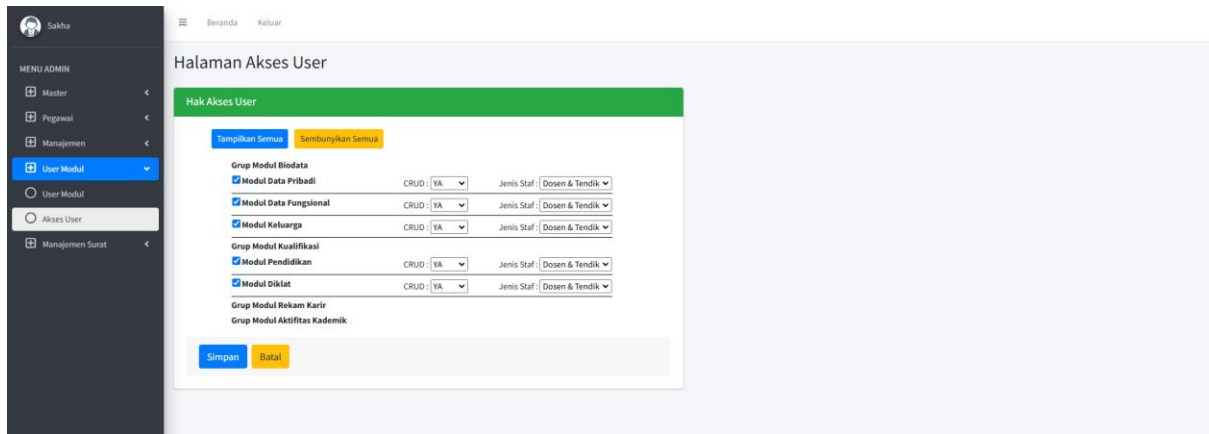 Sakha
MENU ADMIN
Master
Pegawai
Manajemen
User Modul
User Modul
Akses User
Manajemen Surat
Beranda Keluar
Halaman Akses User
Hak Akses User
Tampilkan Semua Sembunyikan Semua
Grup Modul Biodata
Modul Data Pribadi CRUD : YA Jenis Staf : Dosen & Tendik
Modul Data Fungsional CRUD : YA Jenis Staf : Dosen & Tendik
Modul Keluarga CRUD : YA Jenis Staf : Dosen & Tendik
Grup Modul Kualifikasi
Modul Pendidikan CRUD : YA Jenis Staf : Dosen & Tendik
Modul Diklat CRUD : YA Jenis Staf : Dosen & Tendik
Grup Modul Rekam Karir
Grup Modul Aktifitas Kademik
Simpan Batal